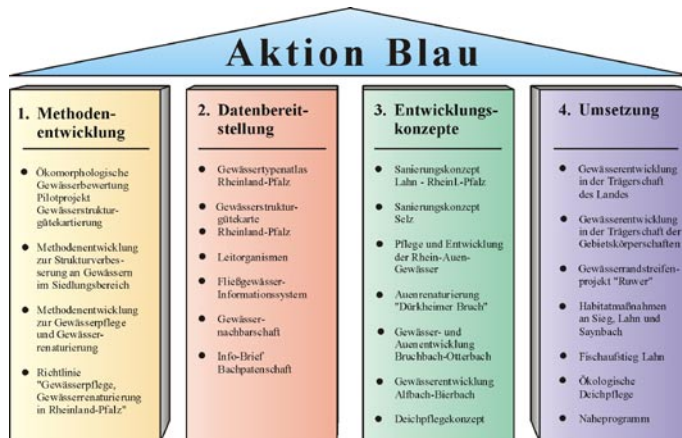 Aktion Blau
1. Methoden-
entwicklung
● Ökomorphologische
Gewässerbewertung
Pilotprojekt
Gewässerstruktur-
gütekartierung
● Methodenentwicklung
zur Strukturverbes-
serung an Gewässern
im Siedlungsbereich
● Methodenentwicklung
zur Gewässerpflege
und Gewässer-
renaturierung
● Richtlinie
"Gewässerpflege,
Gewässerrenaturierung
in Rheinland-Pfalz"
2. Datenbereit-
stellung
● Gewässertypenatlas
Rheinland-Pfalz
● Gewässerstruktur-
gütekarte
● Rheinland-Pfalz
● Leitorganismen
● Fließgewässer-
Informationssystem
● Gewässer-
nachbarschaft
● Info-Brief
Bachpatenschaft
3. Entwicklungs-
konzepte
● Sanierungskonzept
Lahn - Rheinl.-Pfalz
● Sanierungskonzept
Selz
● Pflege und Entwicklung
der Rhein-Auen-
Gewässer
● Auenrenaturierung
"Dürkheimer Bruch"
● Gewässer- und
Auenentwicklung
Bruchbach-Otterbach
● Gewässerentwicklung
Alfbach-Bierbach
● Deichpflegekonzept
4. Umsetzung
● Gewässerentwicklung
in der Trägerschaft
des Landes
● Gewässerentwicklung
in der Trägerschaft der
Gebietskörperschaften
● Gewässerrandstreifen-
projekt "Ruwer"
● Habitatmaßnahmen
an Sieg, Lahn und
Saynbach
● Fischaufstieg Lahn
● Ökologische
Deichpflege
● Naheprogramm